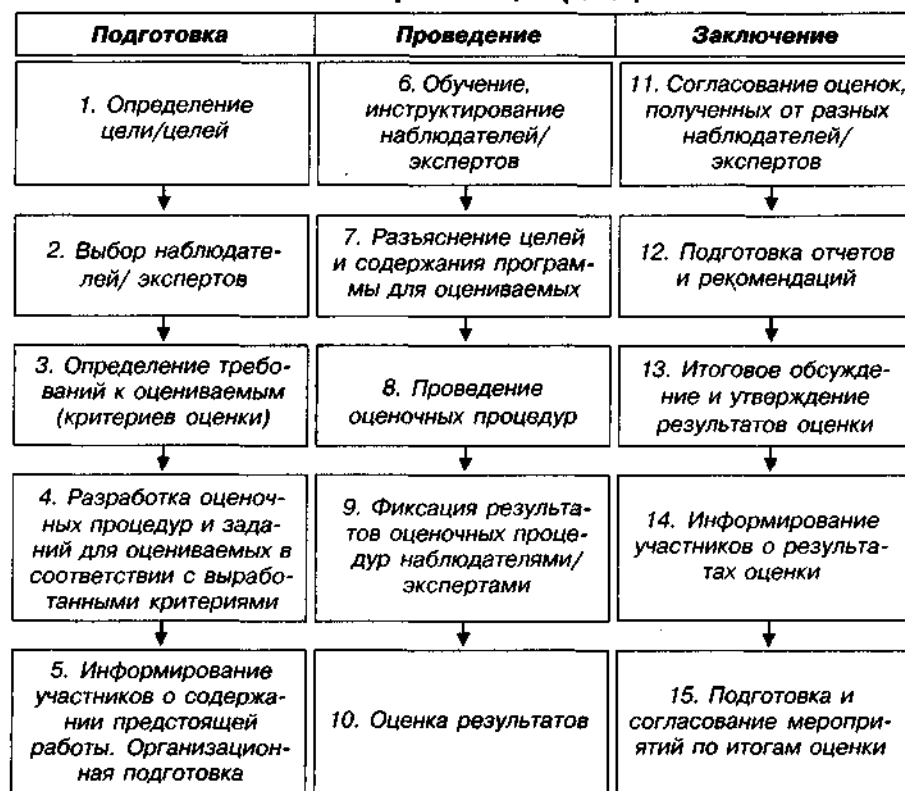 Подготовка
Проведение
Заключение
1. Определение
цели/целей
2. Выбор наблюдате-
лей/ экспертов
3. Определение требо-
ваний к оцениваемым
(критериев оценки)
4. Разработка оценоч-
ных процедур и зада-
ний для оцениваемых в
соответствии с вырабо-
танными критериями
5. Информирование
участников о содержа-
нии предстоящей
работы. Организацион-
ная подготовка
6. Обучение,
инструктирование
наблюдателей/
экспертов
7. Разъяснение целей
и содержания програм-
мы для оцениваемых
8. Проведение
оценочных процедур
9. Фиксация результа-
тов оценочных проце-
дур наблюдателями/
экспертами
10. Оценка результатов
11. Согласование оценок,
полученных от разных
наблюдателей/
экспертов
12. Подготовка отчетов
и рекомендаций
13. Итоговое обсужде-
ние и утверждение
результатов оценки
14. Информирование
участников о результа-
тах оценки
15. Подготовка и
согласование меропри-
ятий по итогам оценки